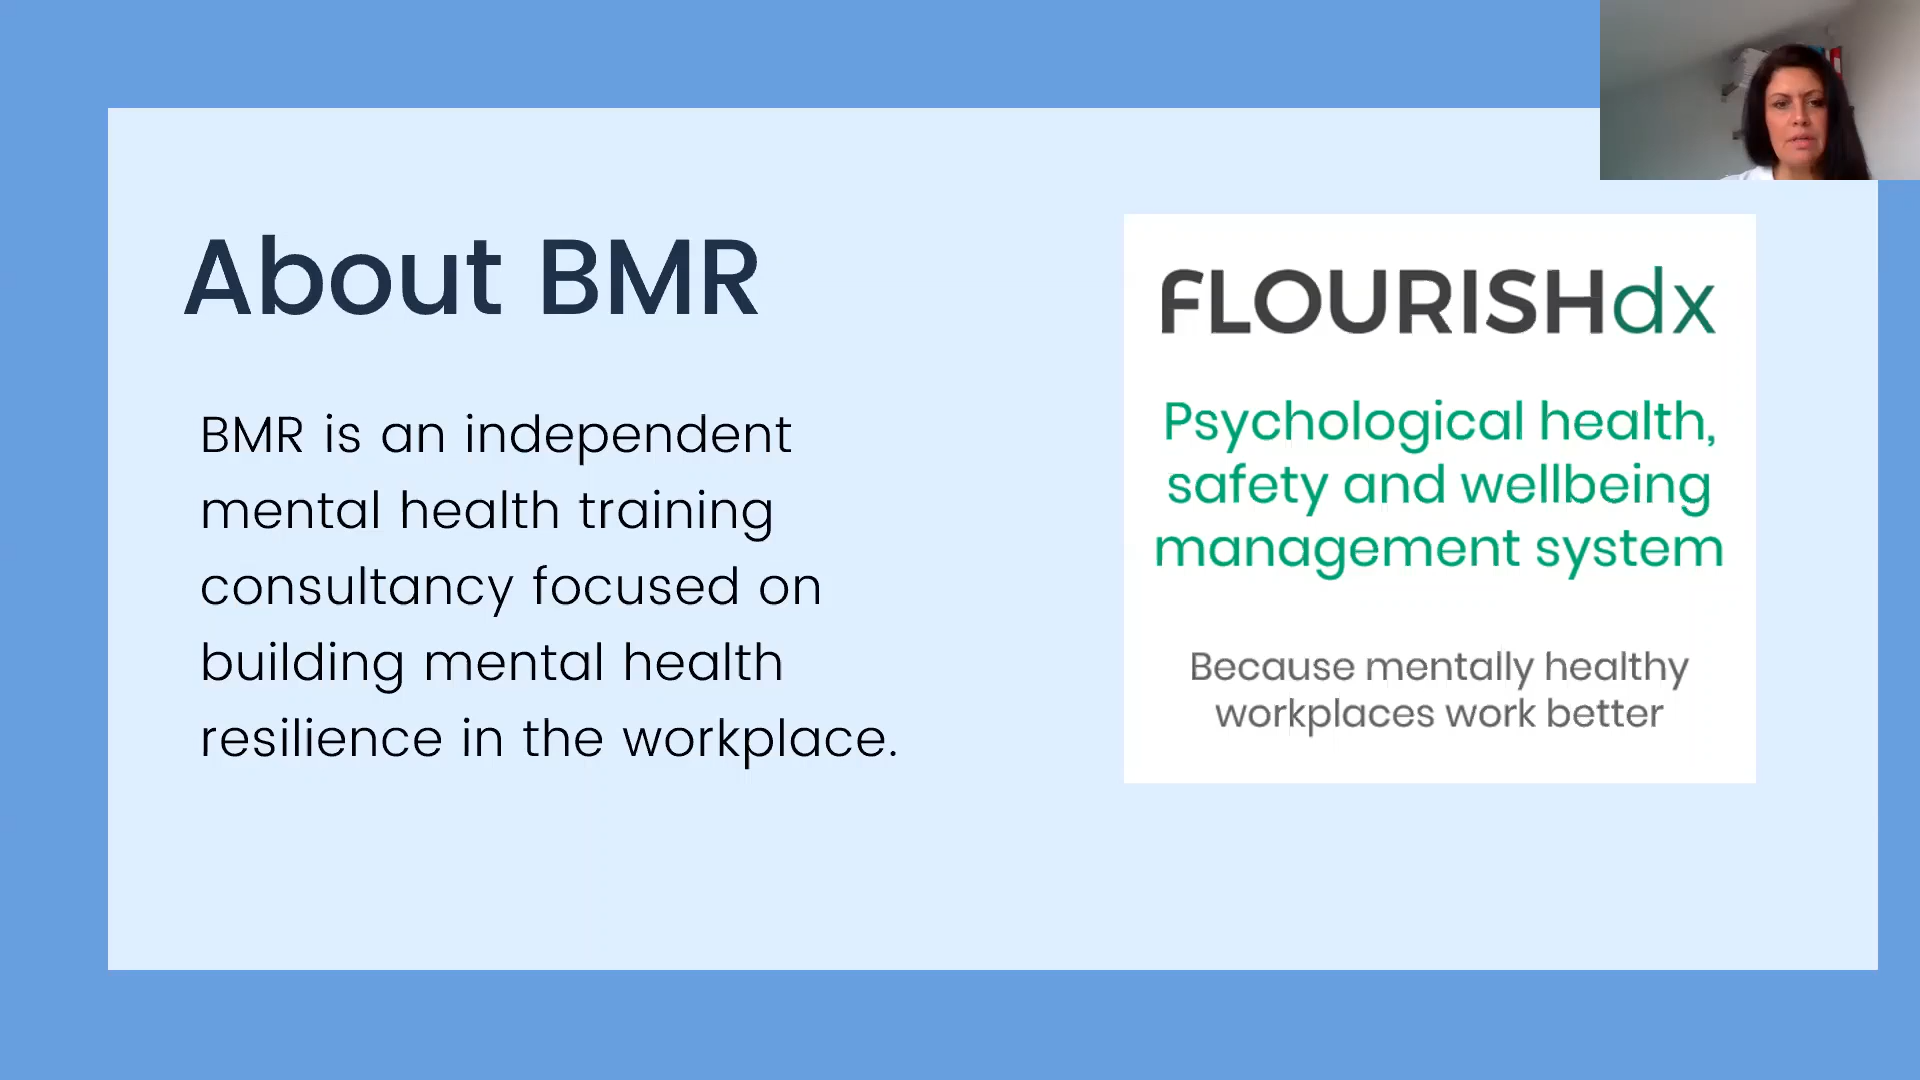 About BMR
BMR is an independent
mental health training
consultancy focused on
building mental health
resilience in the workplace.
FLOURISHdx
Psychological health,
safety and wellbeing
management system
Because mentally healthy
workplaces work better